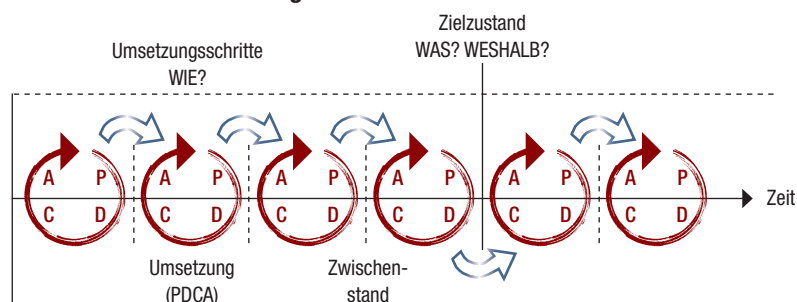 Zielzustand
WAS? WESHALB?
Umsetzungsschritte
WIE?
A P A P A P A P A P A P
C D C D C D C D C D C D
Zeit
Umsetzung
(PDCA)
Zwischen-
stand